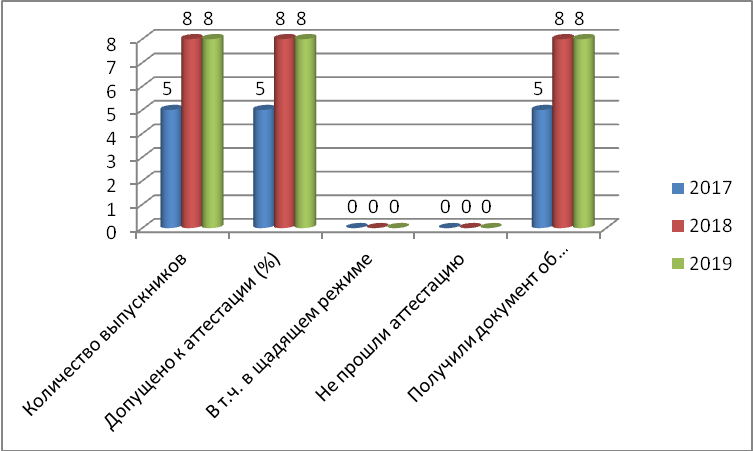 8 8 8 8 8 8
8
7
6
5
4
3
2
1
0
5 5 5
0 0 0 0 0 0
2017
2018
2019
Количество выпускников
Допущено к аттестации (%)
В т.ч. в щадящем режиме
Не прошли аттестацию
Получили документ об...